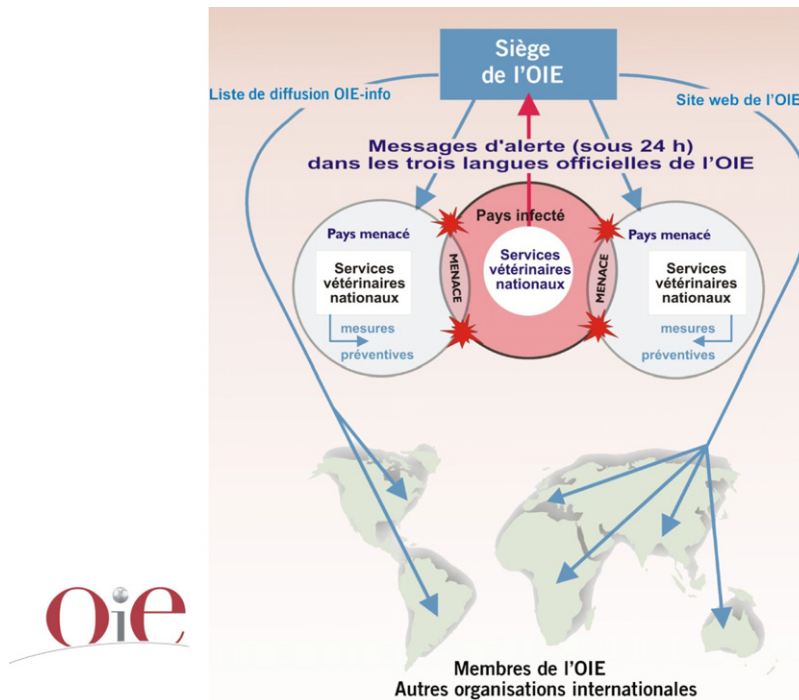 Siège
de l'OIE
Liste de diffusion OIE-info
Site web de l'OIE
Messages d'alerte (sous 24 h)
dans les trois langues officielles de l'OIE
Pays infecté
Pays menacé
Pays menacé
Services
vétérinaires
nationaux
MENACE
Services
vétérinaires
nationaux
MENACE
Services
vétérinaires
nationaux
mesures
préventives
mesures
préventives
Oie
Membres de l'OIE
Autres organisations internationales